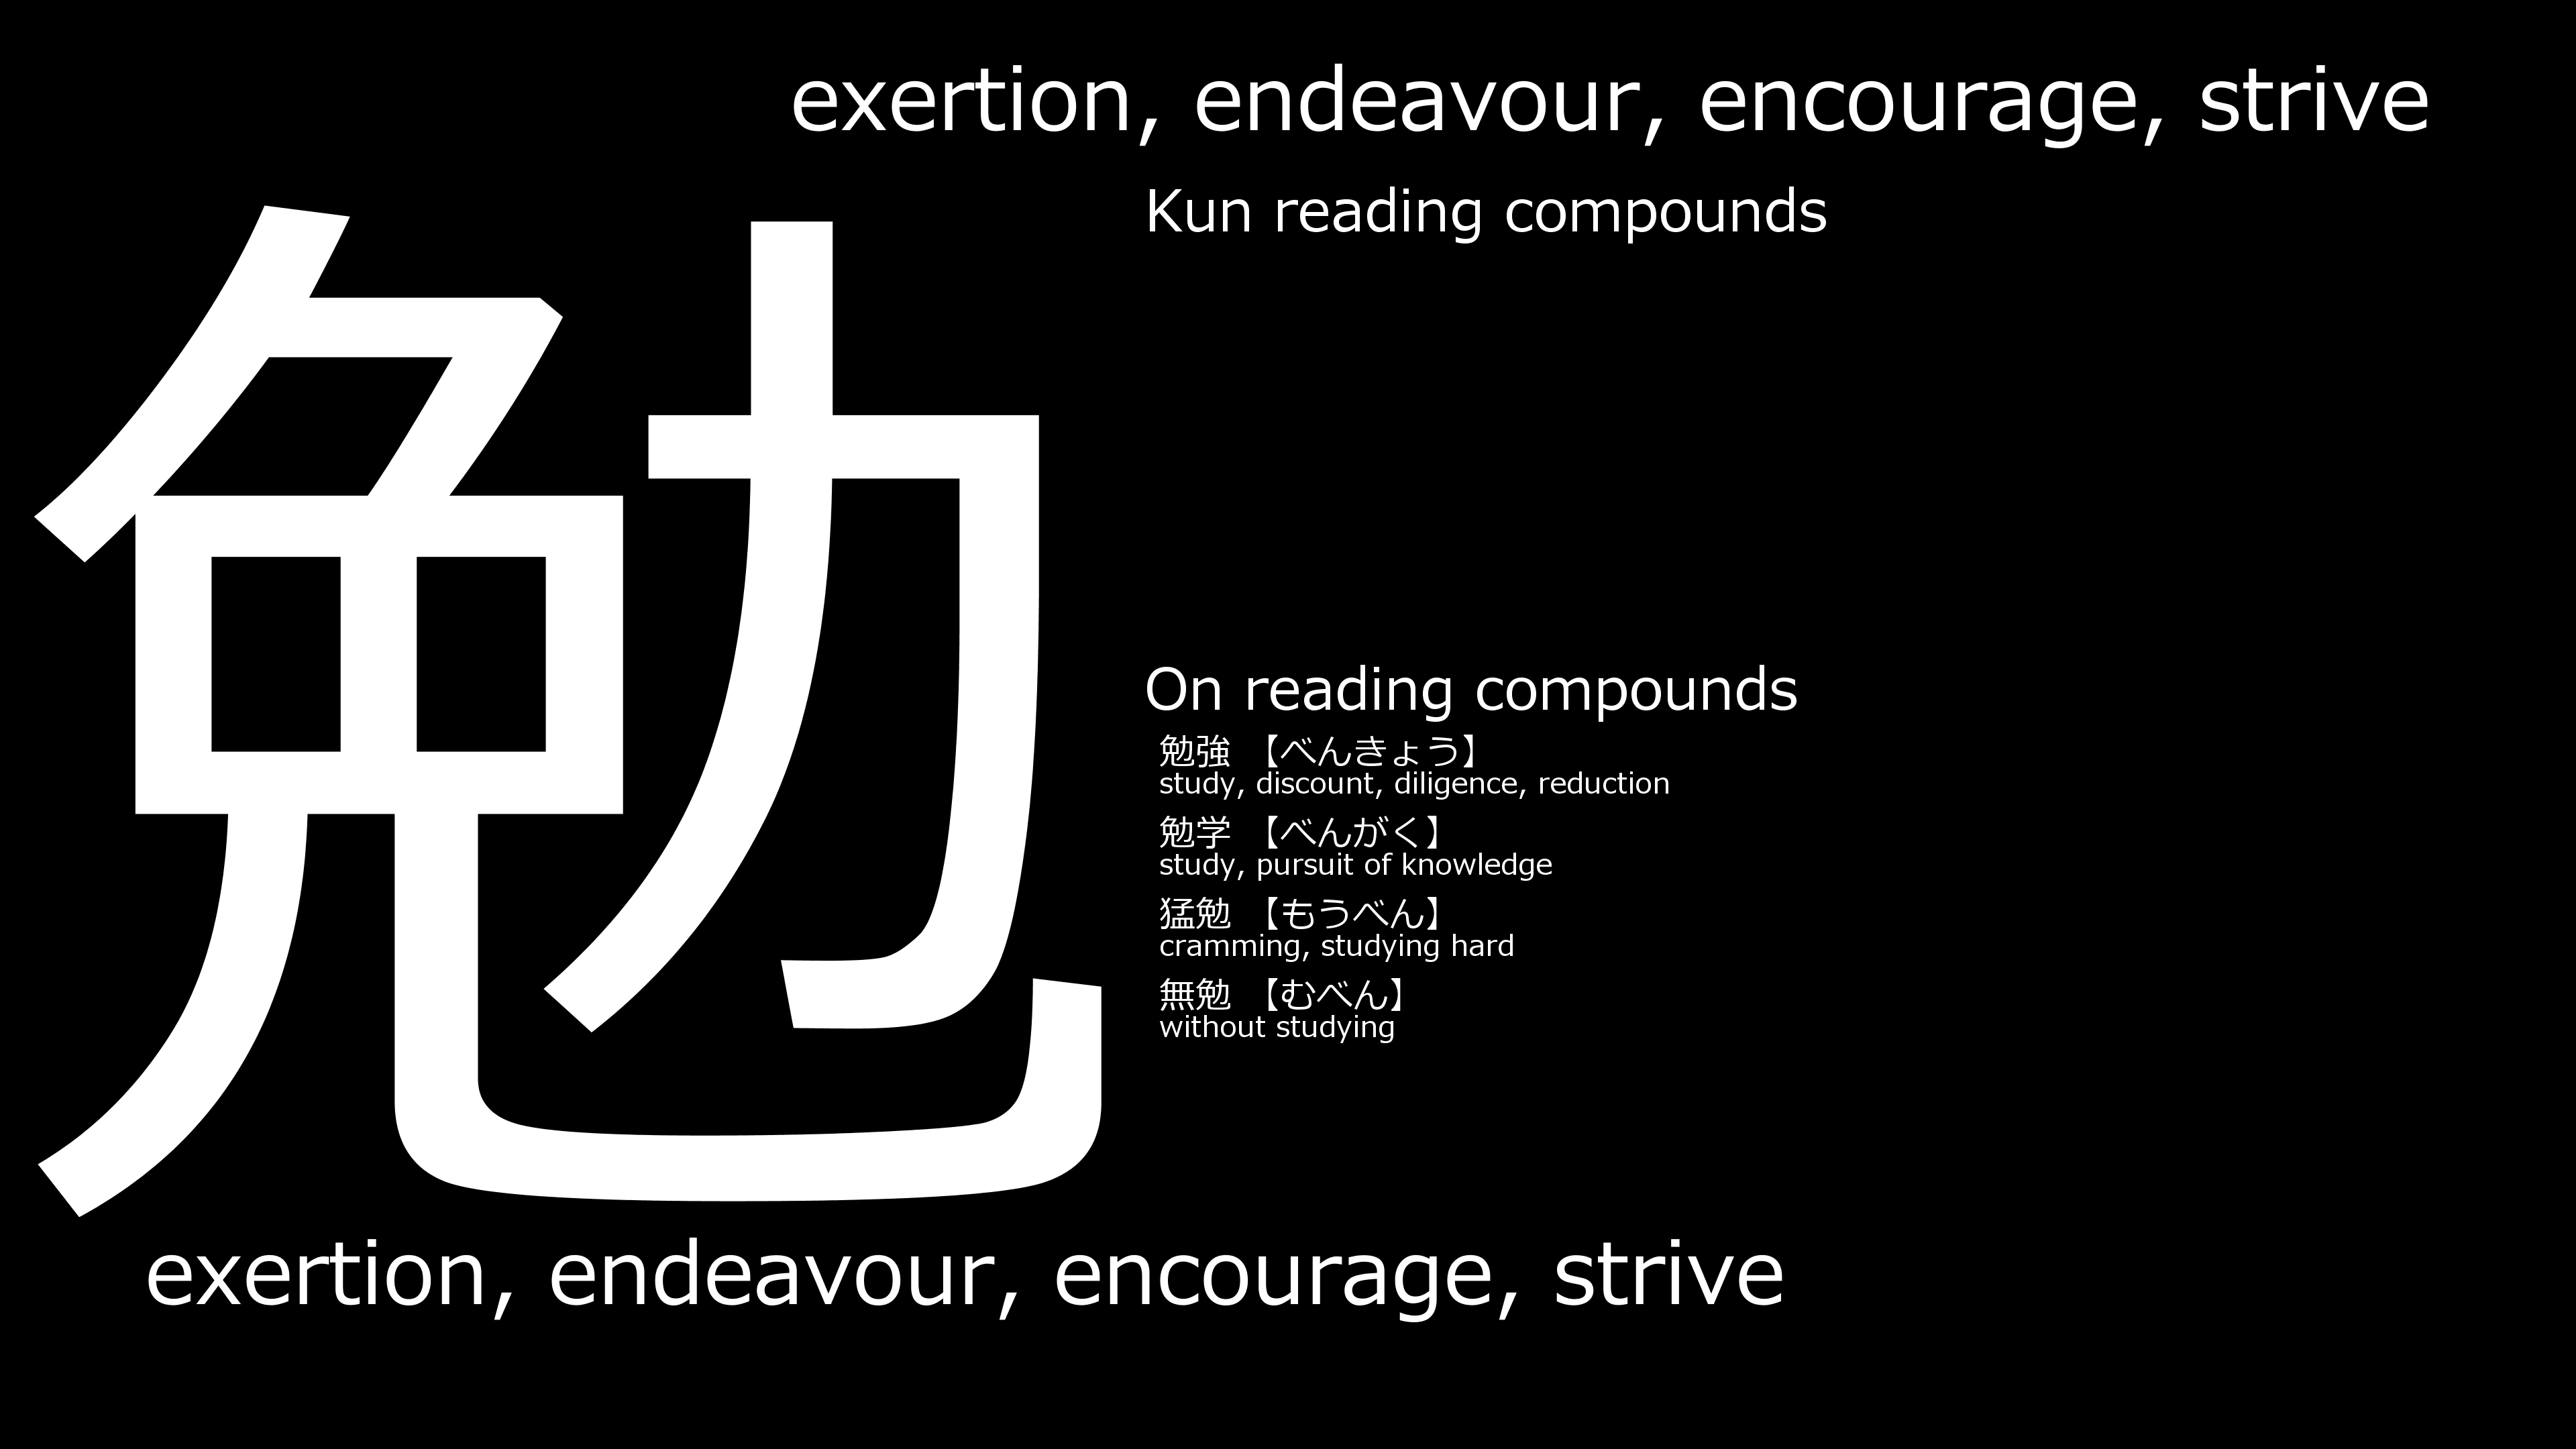 exertion, endeavour, encourage, strive
勉
Kun reading compounds
On reading compounds
勉強 【べんきょう】
study, discount, diligence, reduction
勉学 【べんがく】
study, pursuit of knowledge
猛勉 【もうべん】
cramming, studying hard
無勉 【むべん】
without studying
exertion, endeavour, encourage, strive